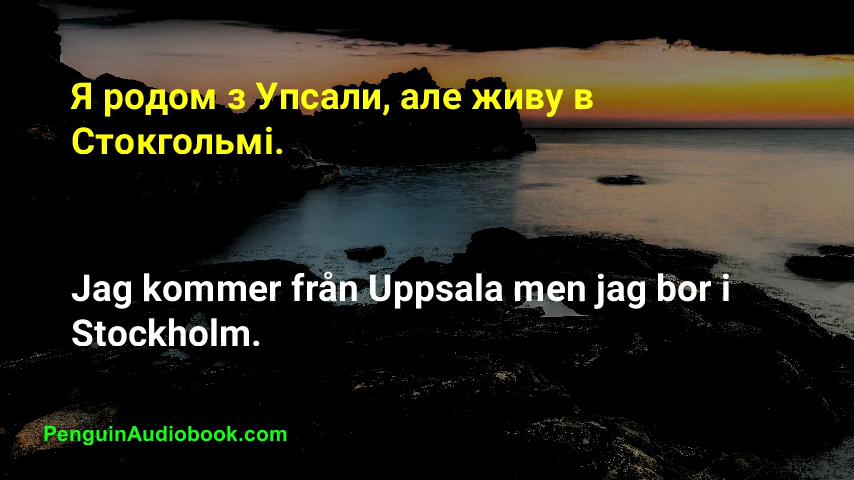 Я родом з Упсали, але живу в
Стокгольмі.
Jag kommer från Uppsala men jag bor i
Stockholm.
PenguinAudiobook.com